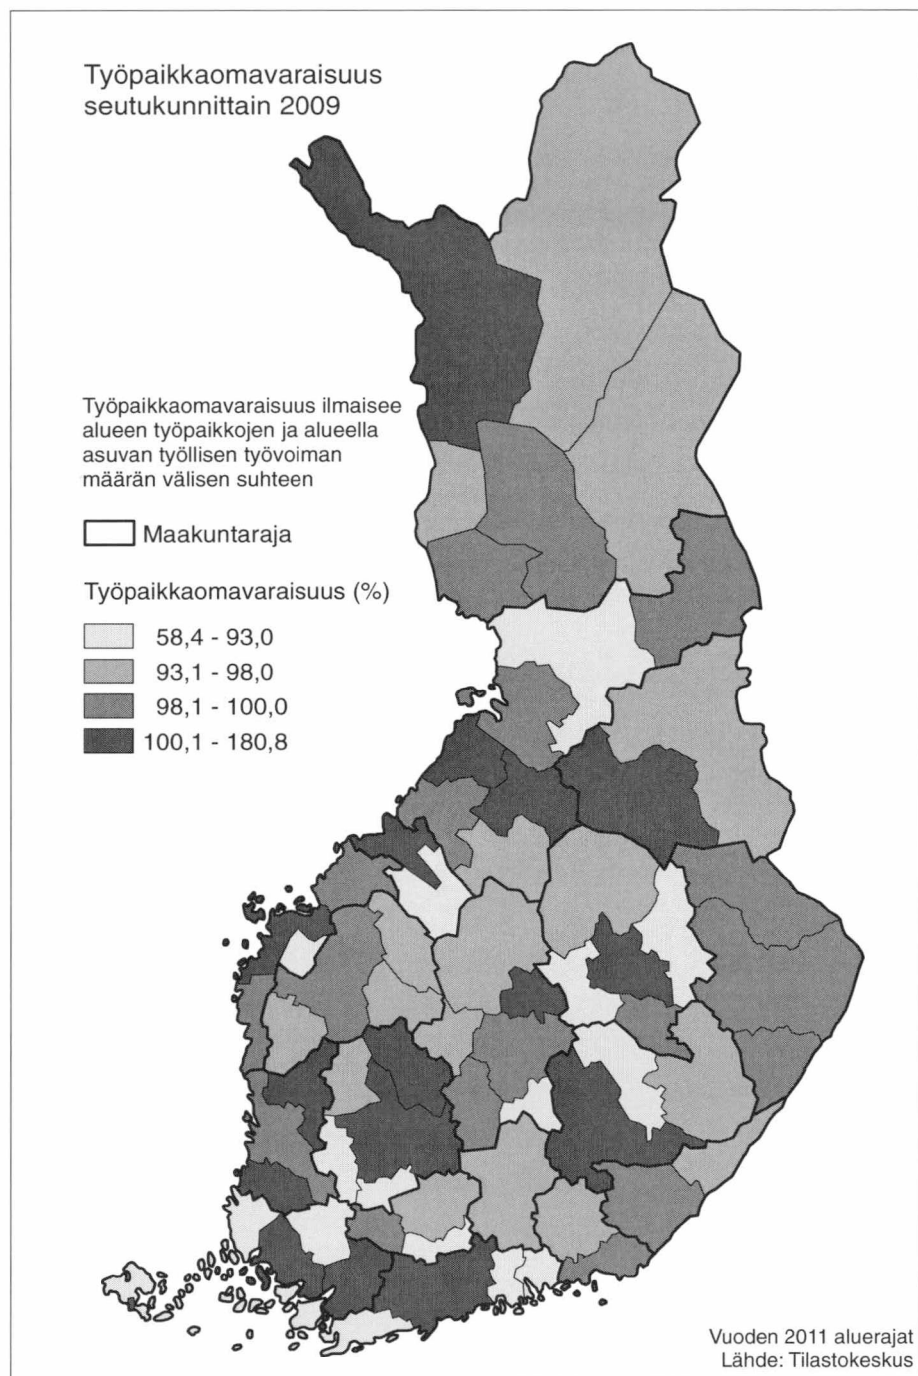 Työpaikkaomavaraisuus
seutukunnittain 2009
Työpaikkaomavaraisuus ilmaisee
alueen työpaikkojen ja alueella
asuvan työllisen työvoiman
määrän välisen suhteen
Maakuntaraja
Työpaikkaomavaraisuus (%)
58,4 - 93,0
93,1 - 98,0
98,1 - 100,0
100,1 - 180,8
Vuoden 2011 aluerajat
Lähde: Tilastokeskus